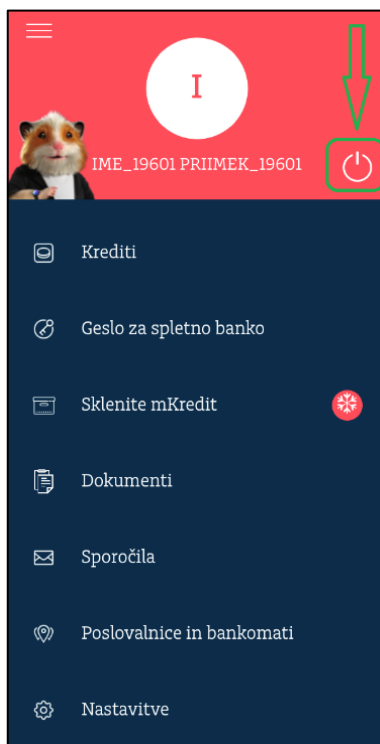 I
IME_19601 PRIIMEK_19601
Krediti
Geslo za spletno banko
Sklenite mKredit
Dokumenti
Sporočila
Poslovalnice in bankomati
Nastavitve